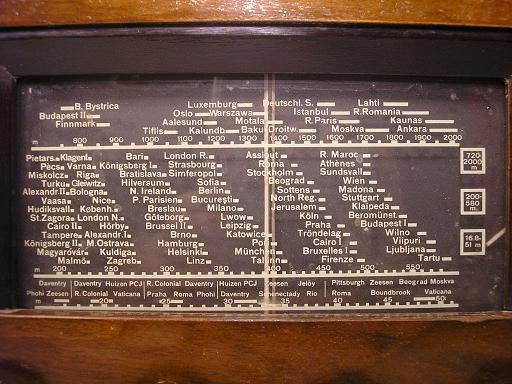 B. Bystrica Luxemburg Deutschl. S. Lahti
Budapest II Oslo Warszawa Istanbul R.Romania
Finnmark Aalesund Motala R.Paris Kaunas
Tiflis Kalundb. Baku Droitw. Moskva Ankara
m 800 900 1000 1100 1200 1300 1400 1500 1600 1700 1800 1900 2000
Pietars. Klagenf. Bari London R. Assiout R. Maroc
Pècs Varna Königsberg I. Strasbourg Roma Athènes
Miskolcz Riga Bratislava Simferopol Stockholm Sundsvall
Turku Gleiwitz Hilversum Sofia Beograd Wien
Alexandr.II Bologna N. Ireland Berlin Sottens Madona
Vaasa Nice P. Parisien Bucureşti North Reg. Stuttgart
Hudiksvall Københ. Breslau Milano Jerusalem Klaipeda
St.Zagora London N. Göteborg Lwow Köln Beromünst.
Cairo II Hörby Brussel II Leipzig Praha Budapest I
Tampere Alexandr.I Brno Katowice Tröndelag Wilno
Königsberg II M.Ostrava Hamburg Pori Cairo I Viipuri
Magyaróvár Kuldiga Helsinki München Bruxelles I Ljubljana
Malmö Zagreb Linz Tallinn Firenze Tartu
m 200 250 300 350 400 450 500 550
720-
2000
m
200-
580
m
16.8-
51 m
Daventry Daventry Huizen PCJ R.Colonial Daventry Huizen PCJ Zeesen Jelöy Pittsburgh Zeesen Beograd Moskva
Phohi Zeesen R.Colonial Vaticana Praha Roma Phohi Daventry Schenectady Rio Roma Boundbrook Vaticana
m 20 25 30 35 40 45 50